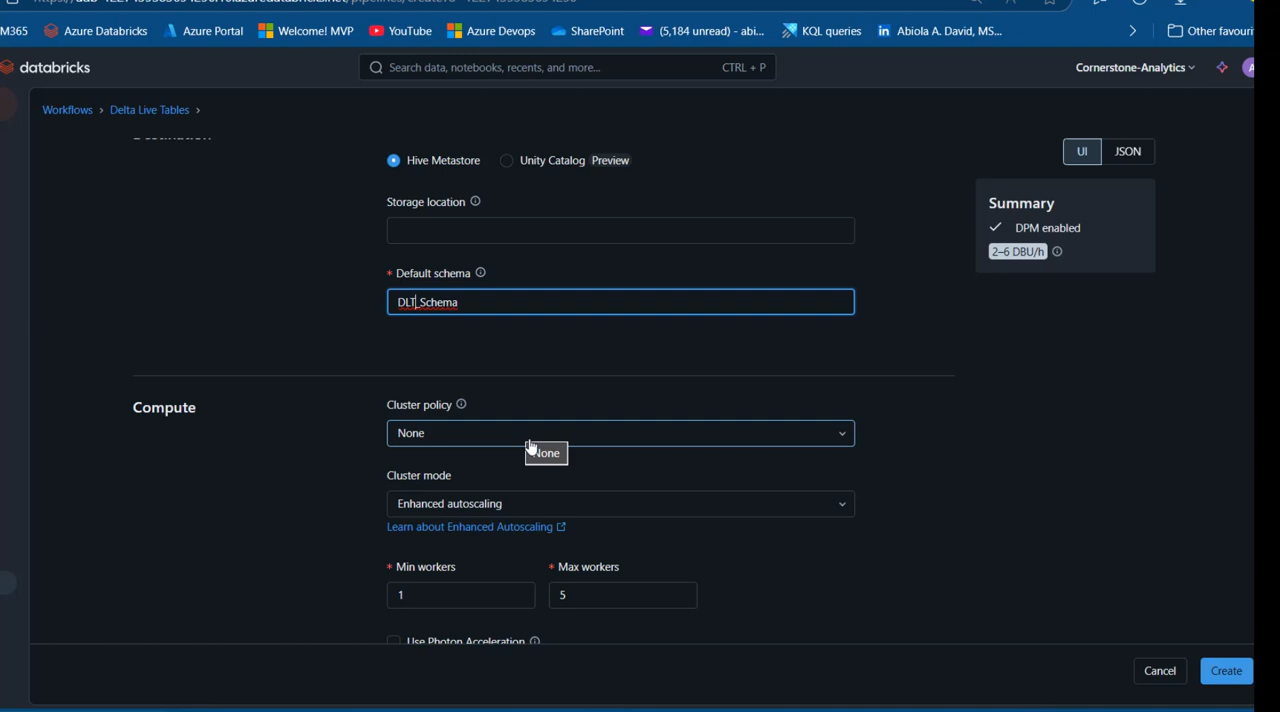 M365 Azure Databricks Azure Portal Welcome! MVP YouTube Azure Devops SharePoint (5,184 unread) - abi... KQL queries Abiola A. David, MS... Other favouri
databricks Search data, notebooks, recents, and more... CTRL + P Cornerstone-Analytics A
Workflows › Delta Live Tables ›
Destination
Hive Metastore Unity Catalog Preview
UI JSON
Storage location
Summary
DPM enabled
2–6 DBU/h
* Default schema
DLT_Schema
Compute
Cluster policy
None
None
Cluster mode
Enhanced autoscaling
Learn about Enhanced Autoscaling
* Min workers * Max workers
1 5
Use Photon Acceleration
Cancel Create